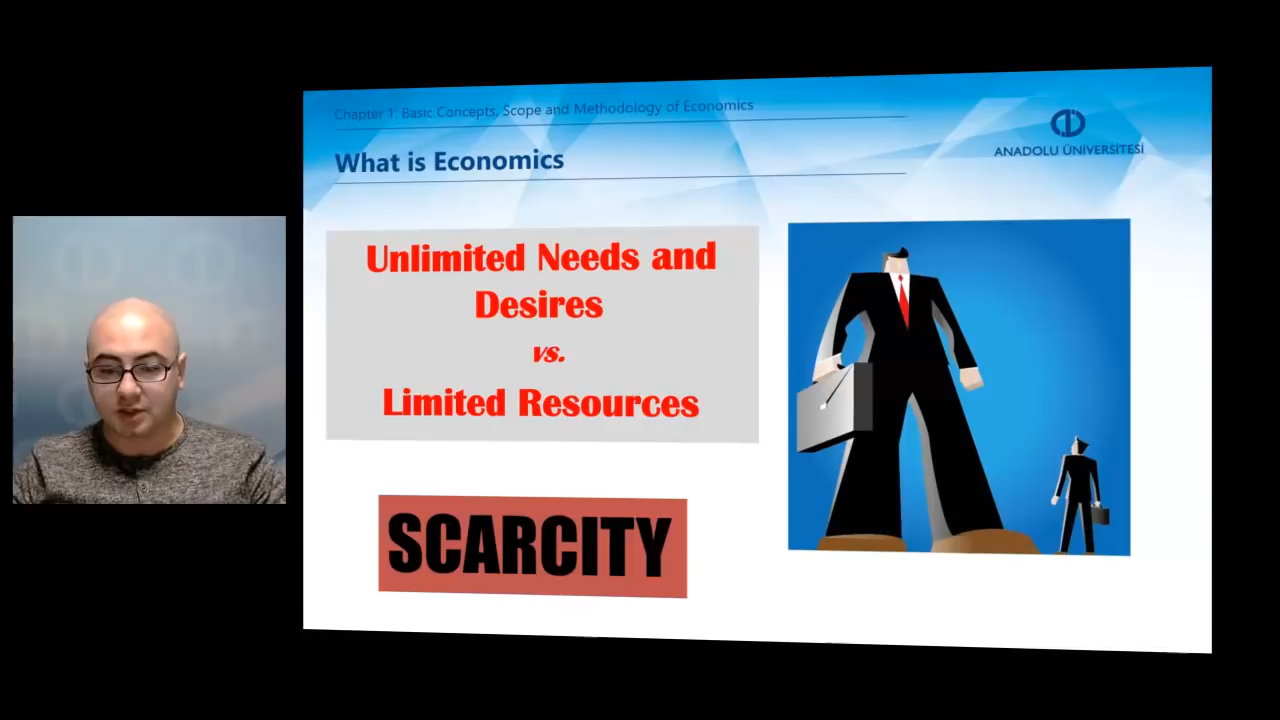 Chapter 1: Basic Concepts, Scope and Methodology of Economics
What is Economics
ANADOLU ÜNİVERSİTESİ
Unlimited Needs and
Desires
vs.
Limited Resources
SCARCITY